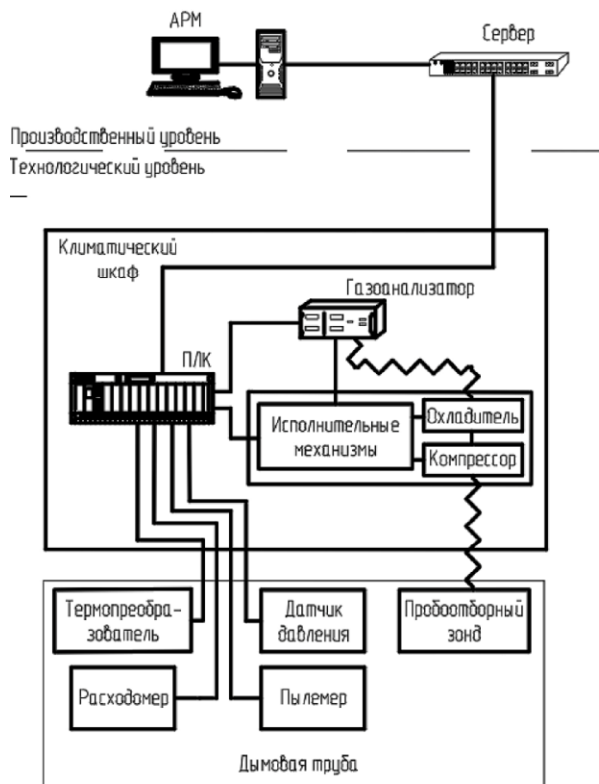 АРМ
Сервер
Производственный уровень
Технологический уровень
Климатический
шкаф
Газоанализатор
ПЛК
Исполнительные
механизмы
Охладитель
Компрессор
Термопреобра-
зователь
Датчик
давления
Пробоотборный
зонд
Расходомер
Пылемер
Дымовая труба